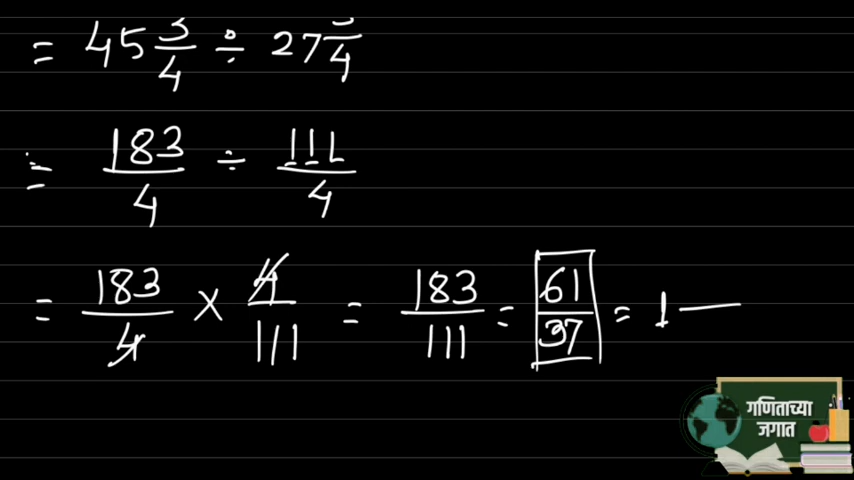 = 45 3/4 ÷ 27 3/4
= 183/4 ÷ 111/4
= 183/4 × 4/111 = 183/111 = 61/37 = 1 —
गणिताच्या
जगात